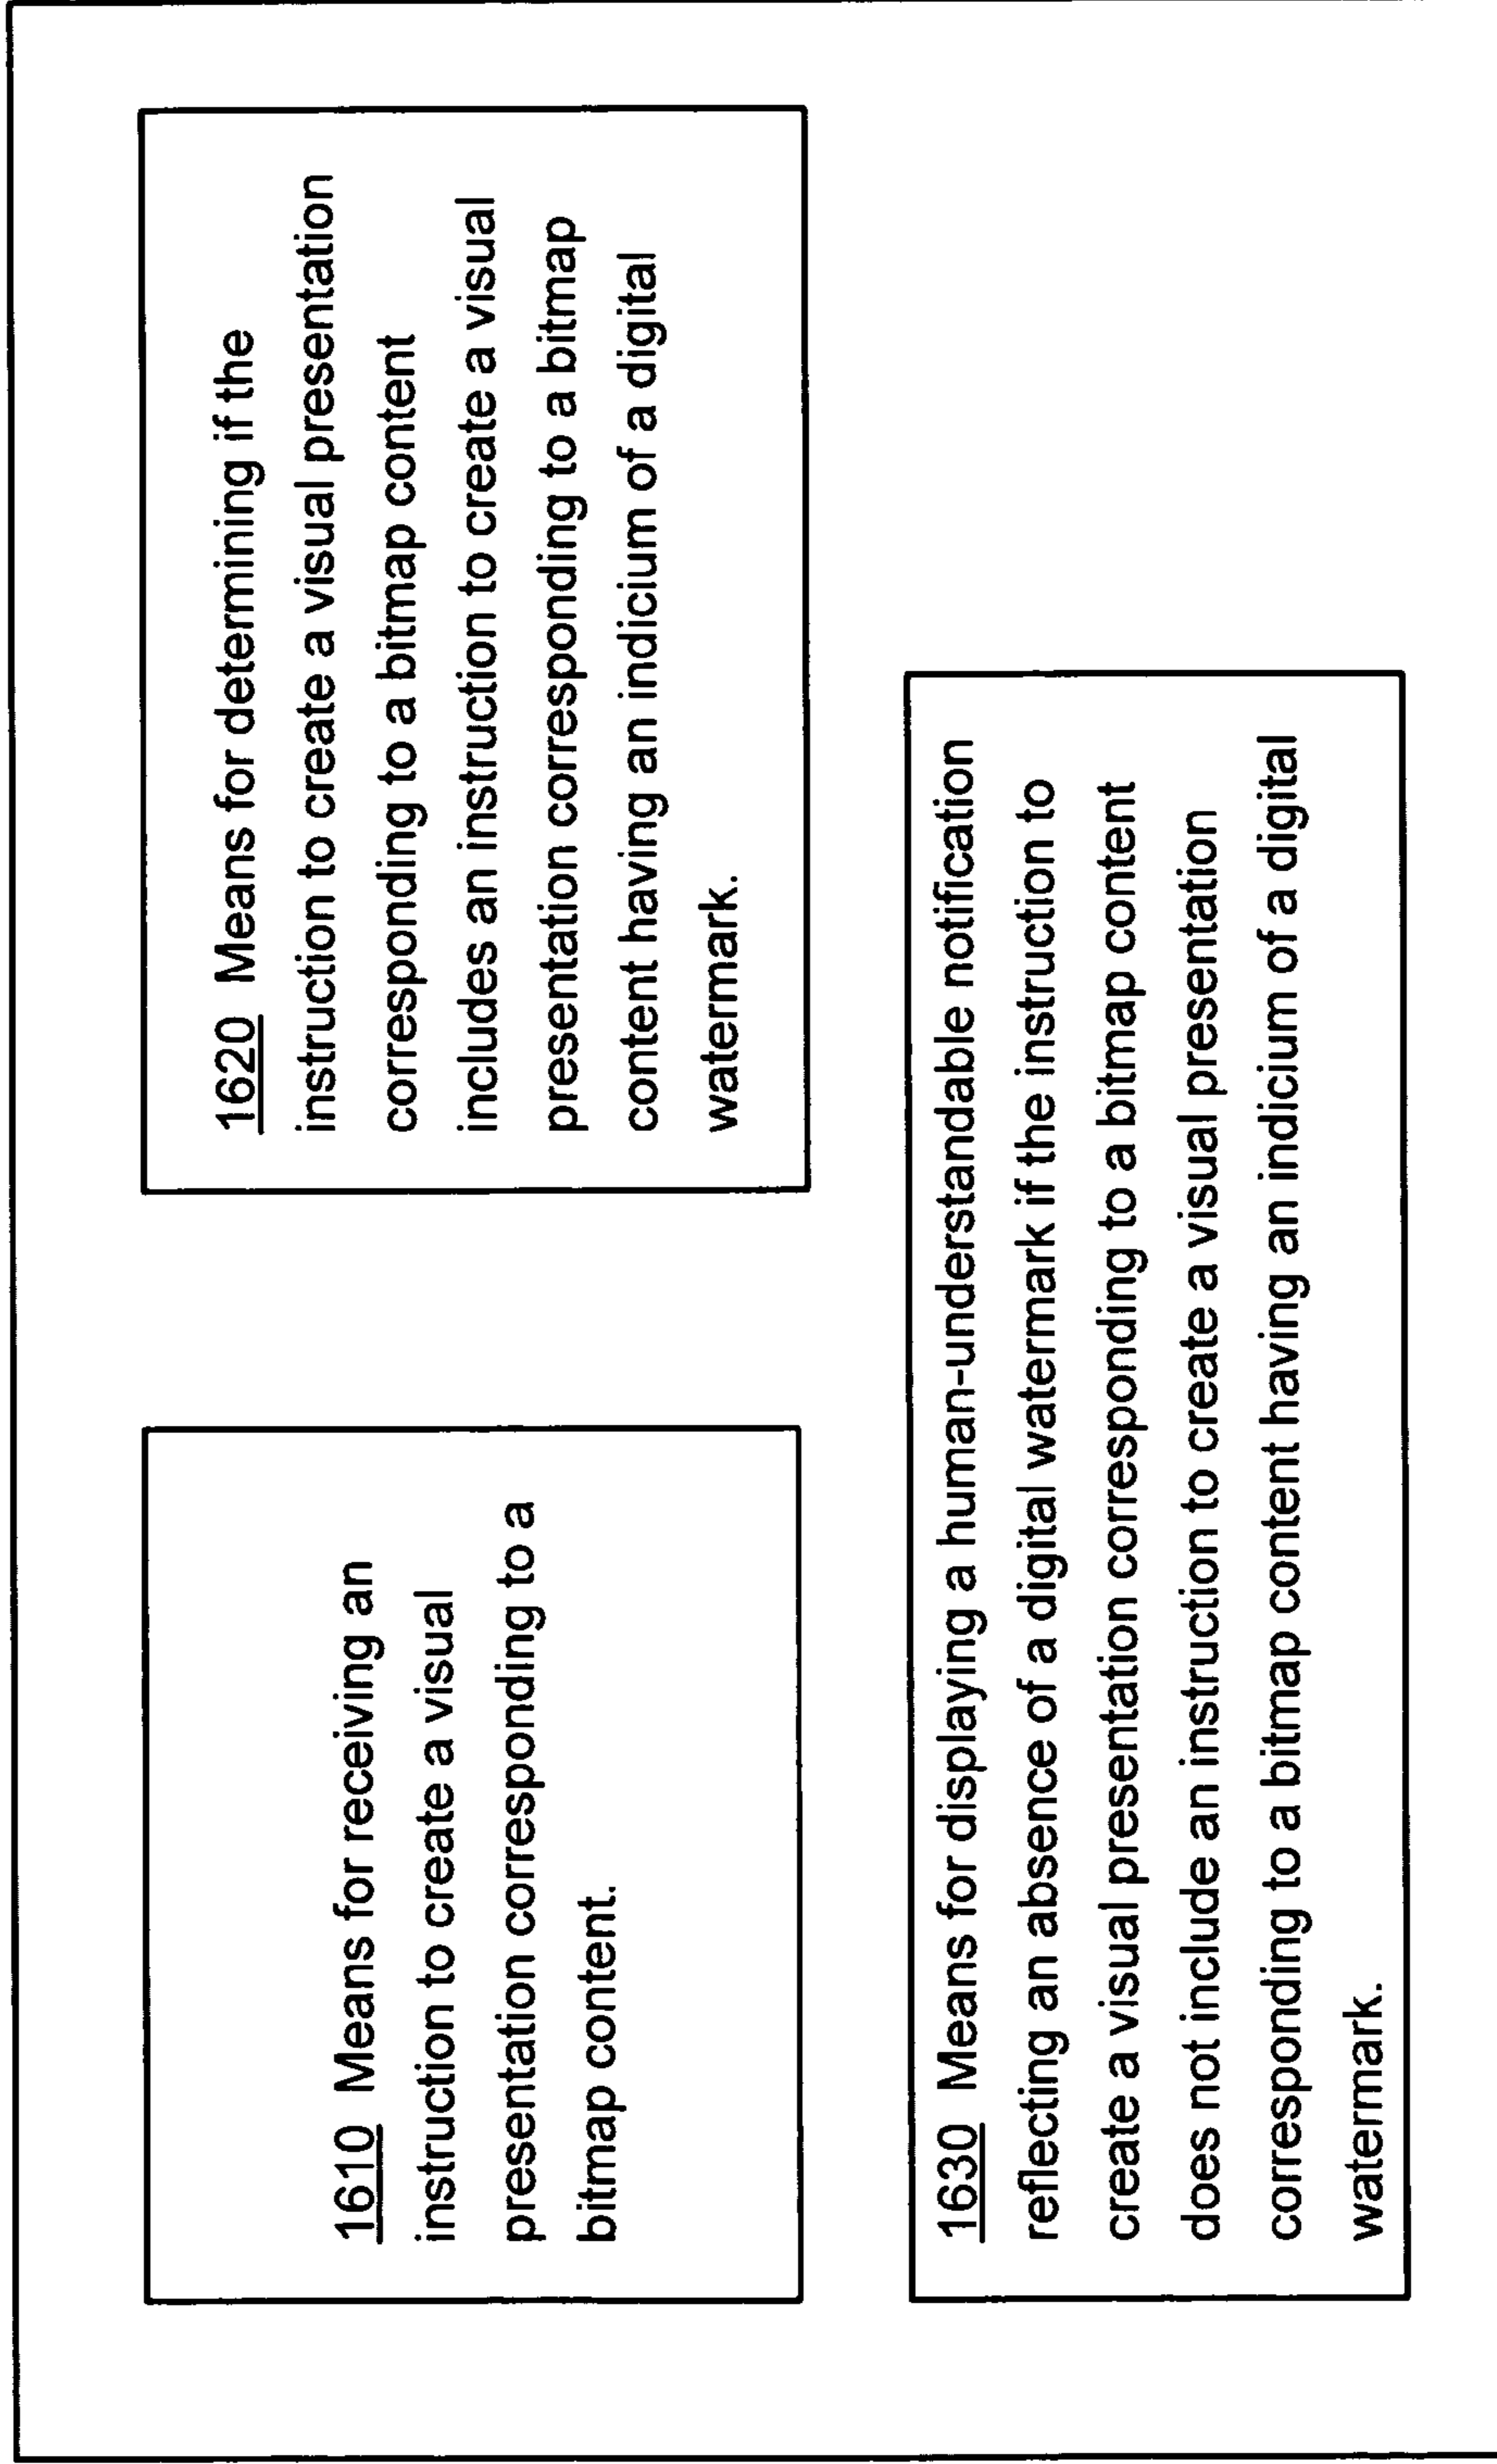 1610 Means for receiving an
instruction to create a visual
presentation corresponding to a
bitmap content.
1620 Means for determining if the
instruction to create a visual presentation
corresponding to a bitmap content
includes an instruction to create a visual
presentation corresponding to a bitmap
content having an indicium of a digital
watermark.
1630 Means for displaying a human-understandable notification
reflecting an absence of a digital watermark if the instruction to
create a visual presentation corresponding to a bitmap content
does not include an instruction to create a visual presentation
corresponding to a bitmap content having an indicium of a digital
watermark.